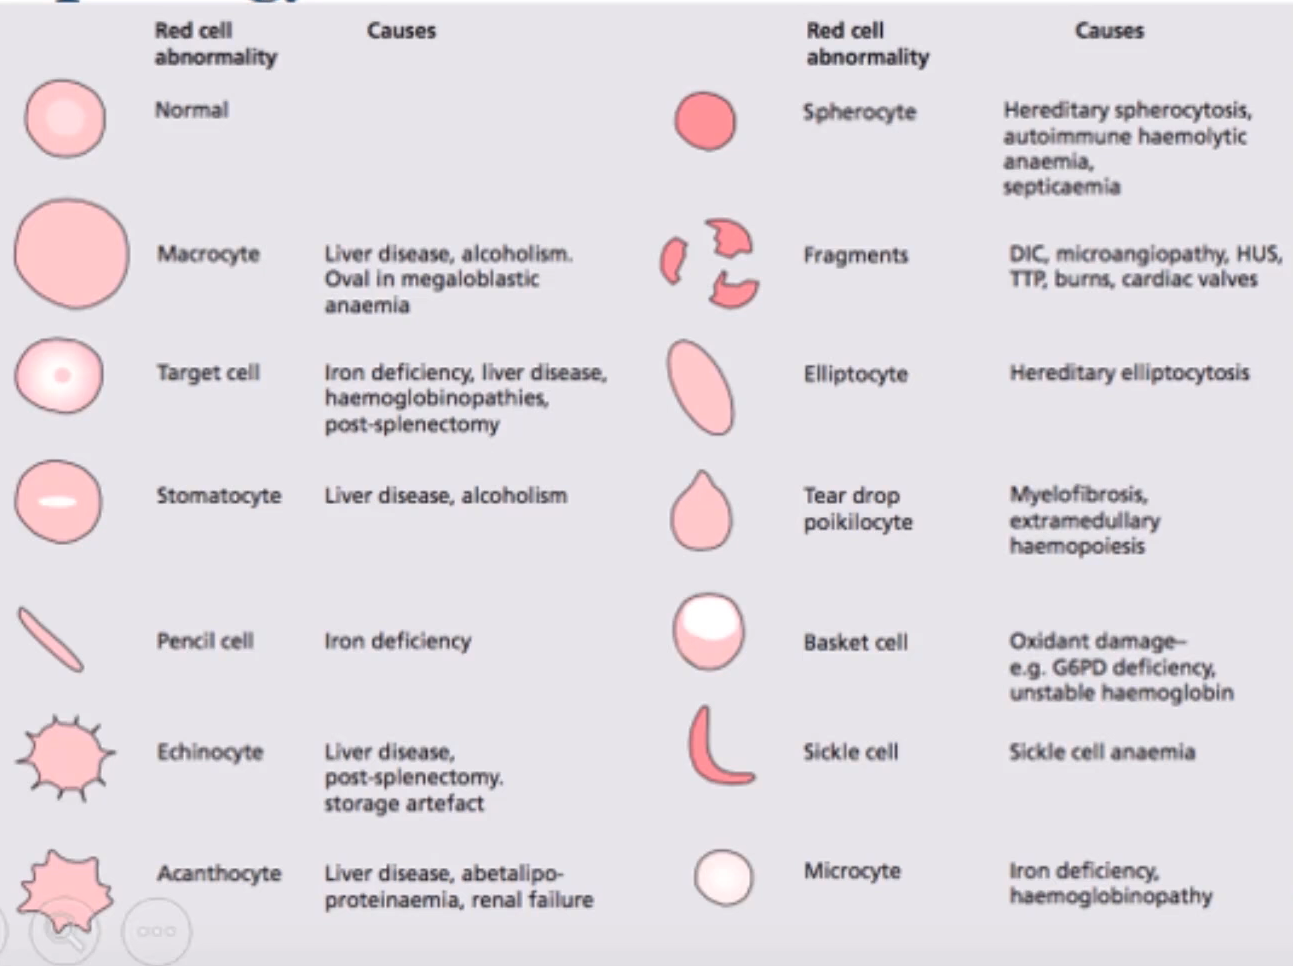 Red cell
abnormality
Causes
Normal
Macrocyte
Liver disease, alcoholism.
Oval in megaloblastic
anaemia
Target cell
Iron deficiency, liver disease,
haemoglobinopathies,
post-splenectomy
Stomatocyte
Liver disease, alcoholism
Pencil cell
Iron deficiency
Echinocyte
Liver disease,
post-splenectomy.
storage artefact
Acanthocyte
Liver disease, abetalipo-
proteinaemia, renal failure
Red cell
abnormality
Causes
Spherocyte
Hereditary spherocytosis,
autoimmune haemolytic
anaemia,
septicaemia
Fragments
DIC, microangiopathy, HUS,
TTP, burns, cardiac valves
Elliptocyte
Hereditary elliptocytosis
Tear drop
poikilocyte
Myelofibrosis,
extramedullary
haemopoiesis
Basket cell
Oxidant damage–
e.g. G6PD deficiency,
unstable haemoglobin
Sickle cell
Sickle cell anaemia
Microcyte
Iron deficiency,
haemoglobinopathy